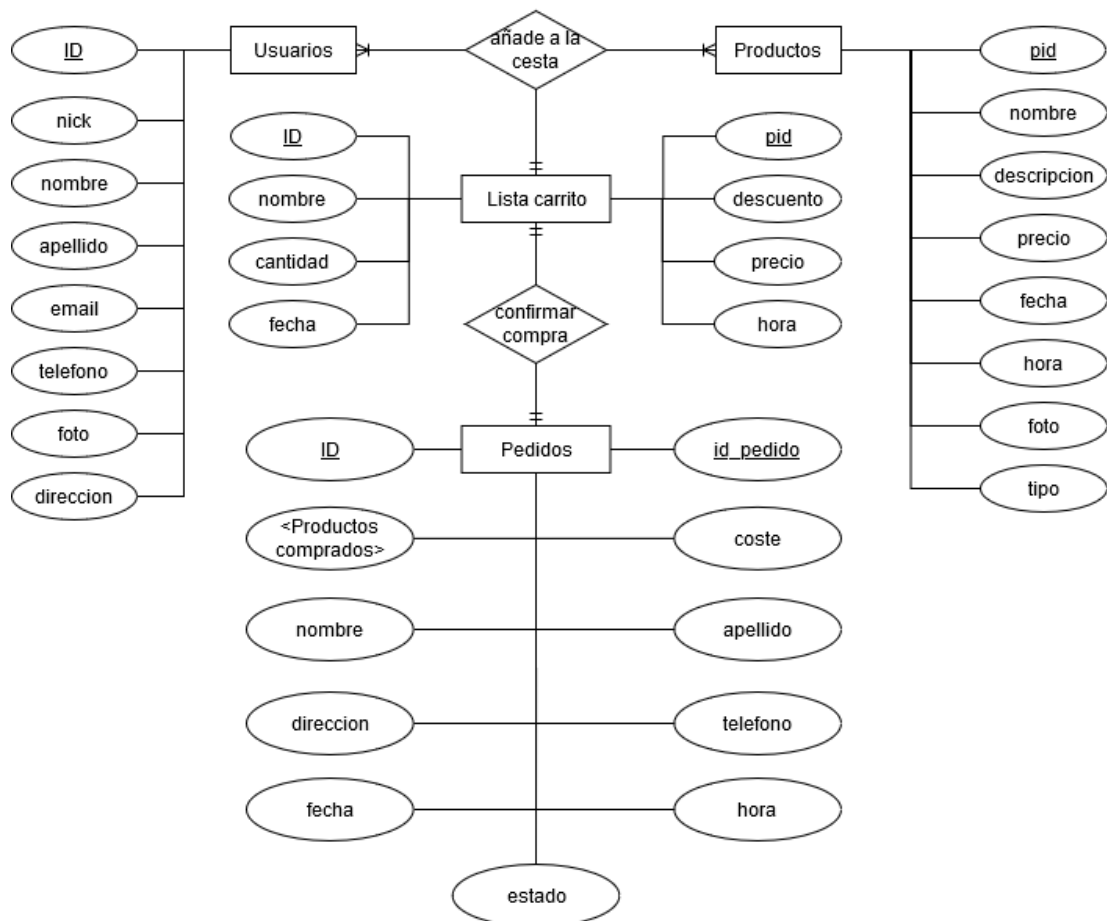 ID
Usuarios
añade a la
cesta
Productos
pid
nick
nombre
apellido
email
telefono
foto
direccion
ID
nombre
cantidad
fecha
Lista carrito
pid
descuento
precio
hora
nombre
descripcion
precio
fecha
hora
foto
tipo
confirmar
compra
ID
Pedidos
id_pedido
<Productos
comprados>
coste
nombre
apellido
direccion
telefono
fecha
hora
estado